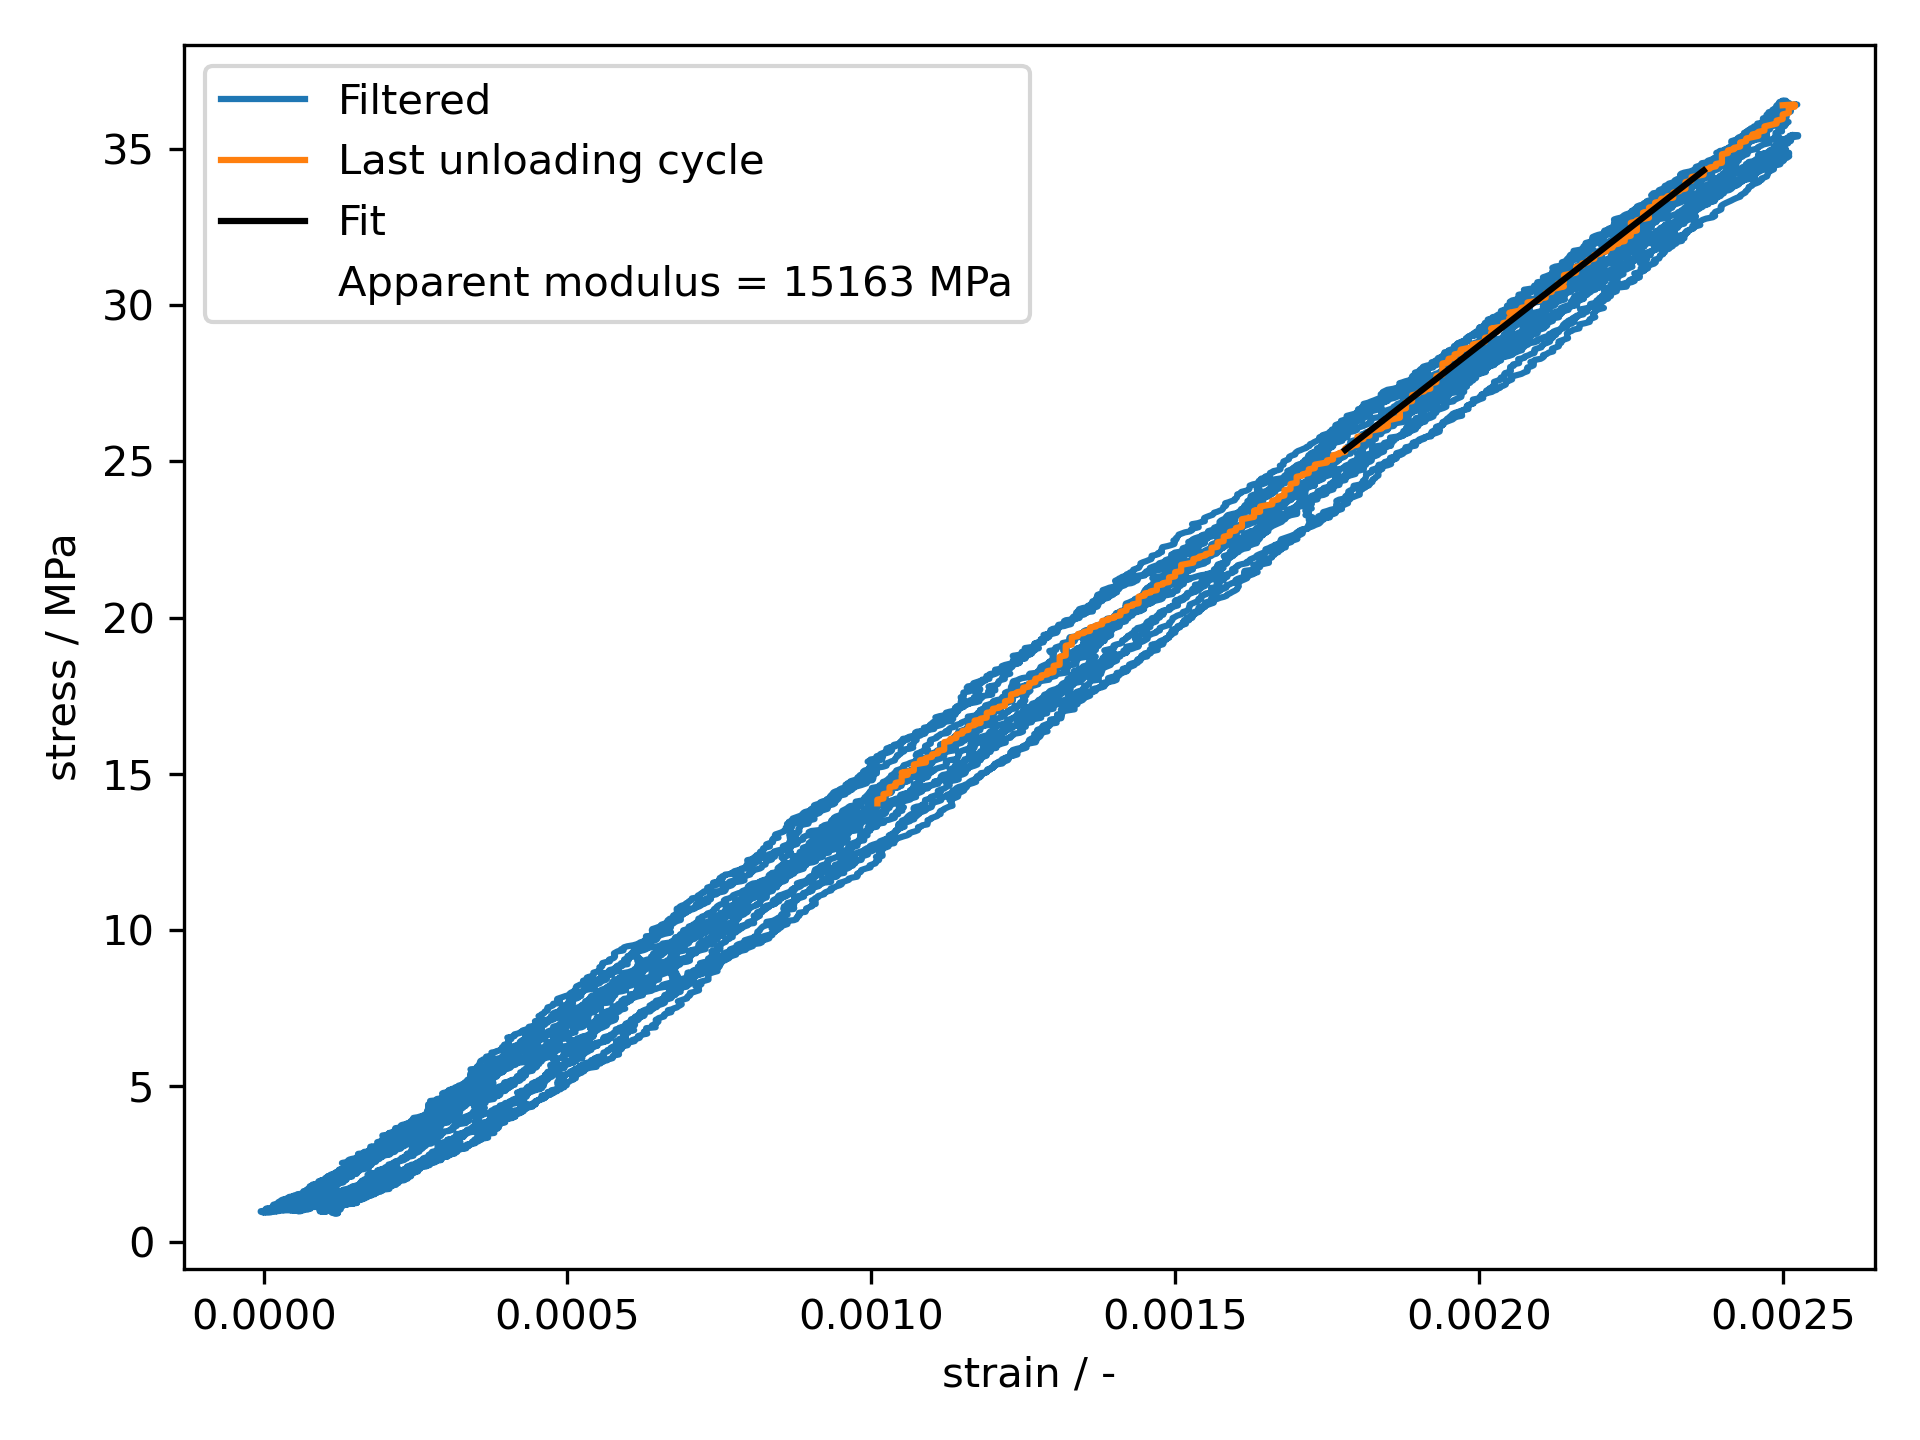 Filtered
Last unloading cycle
Fit
Apparent modulus = 15163 MPa
35
30
25
20
15
10
5
0
stress / MPa
0.0000 0.0005 0.0010 0.0015 0.0020 0.0025
strain / -